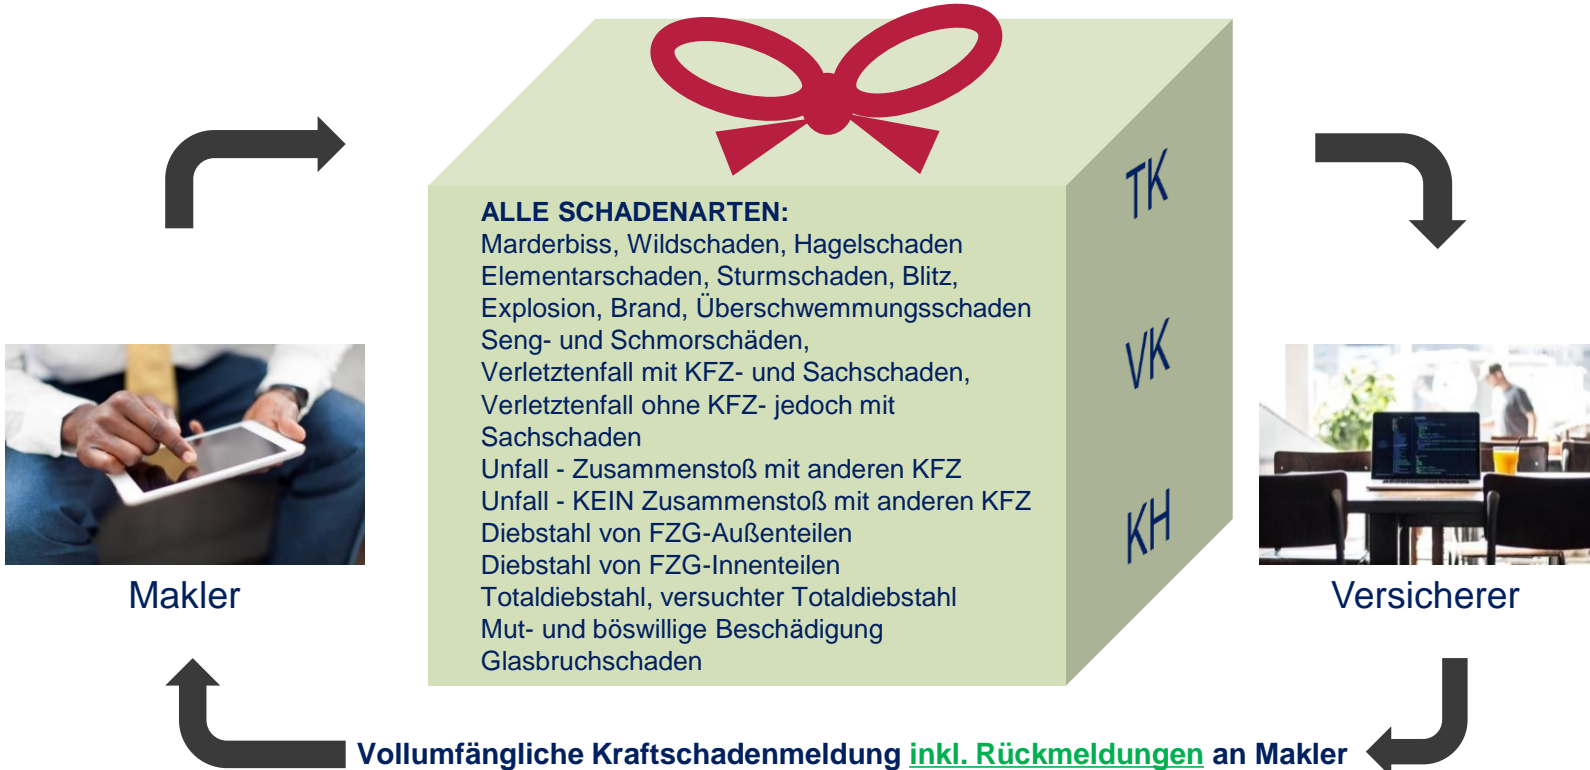 ALLE SCHADENARTEN:
Marderbiss, Wildschaden, Hagelschaden
Elementarschaden, Sturmschaden, Blitz,
Explosion, Brand, Überschwemmungsschaden
Seng- und Schmorschäden,
Verletztenfall mit KFZ- und Sachschaden,
Verletztenfall ohne KFZ- jedoch mit
Sachschaden
Unfall - Zusammenstoß mit anderen KFZ
Unfall - KEIN Zusammenstoß mit anderen KFZ
Diebstahl von FZG-Außenteilen
Diebstahl von FZG-Innenteilen
Totaldiebstahl, versuchter Totaldiebstahl
Mut- und böswillige Beschädigung
Glasbruchschaden
TK
VK
KH
Makler
Versicherer
Vollumfängliche Kraftschadenmeldung inkl. Rückmeldungen an Makler